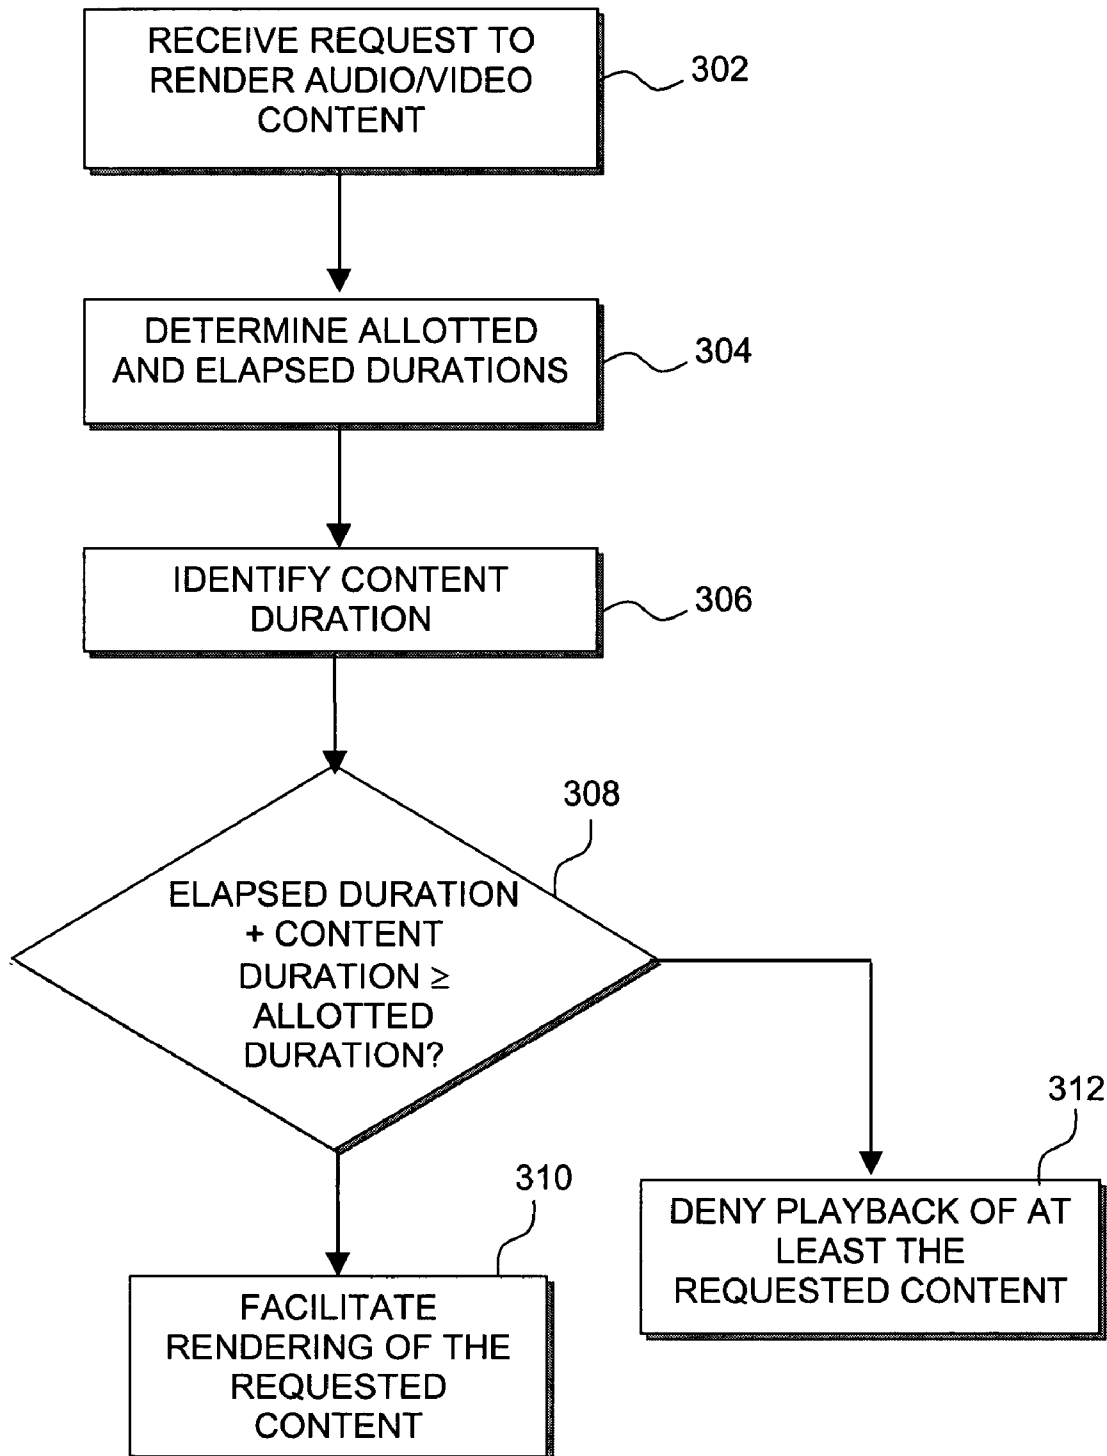 RECEIVE REQUEST TO
RENDER AUDIO/VIDEO
CONTENT
302
DETERMINE ALLOTTED
AND ELAPSED DURATIONS
304
IDENTIFY CONTENT
DURATION
306
308
ELAPSED DURATION
+ CONTENT
DURATION ≥
ALLOTTED
DURATION?
310
FACILITATE
RENDERING OF THE
REQUESTED
CONTENT
312
DENY PLAYBACK OF AT
LEAST THE
REQUESTED CONTENT